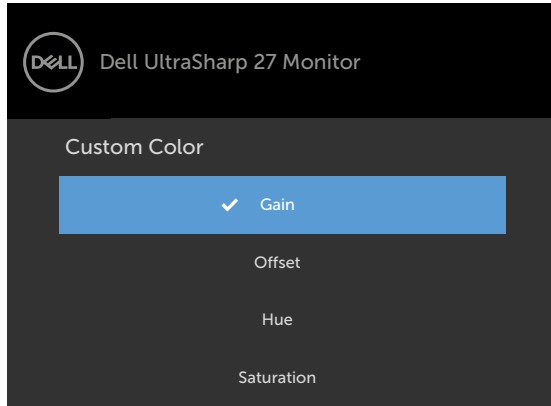 DELL
Dell UltraSharp 27 Monitor
Custom Color
Gain
Offset
Hue
Saturation